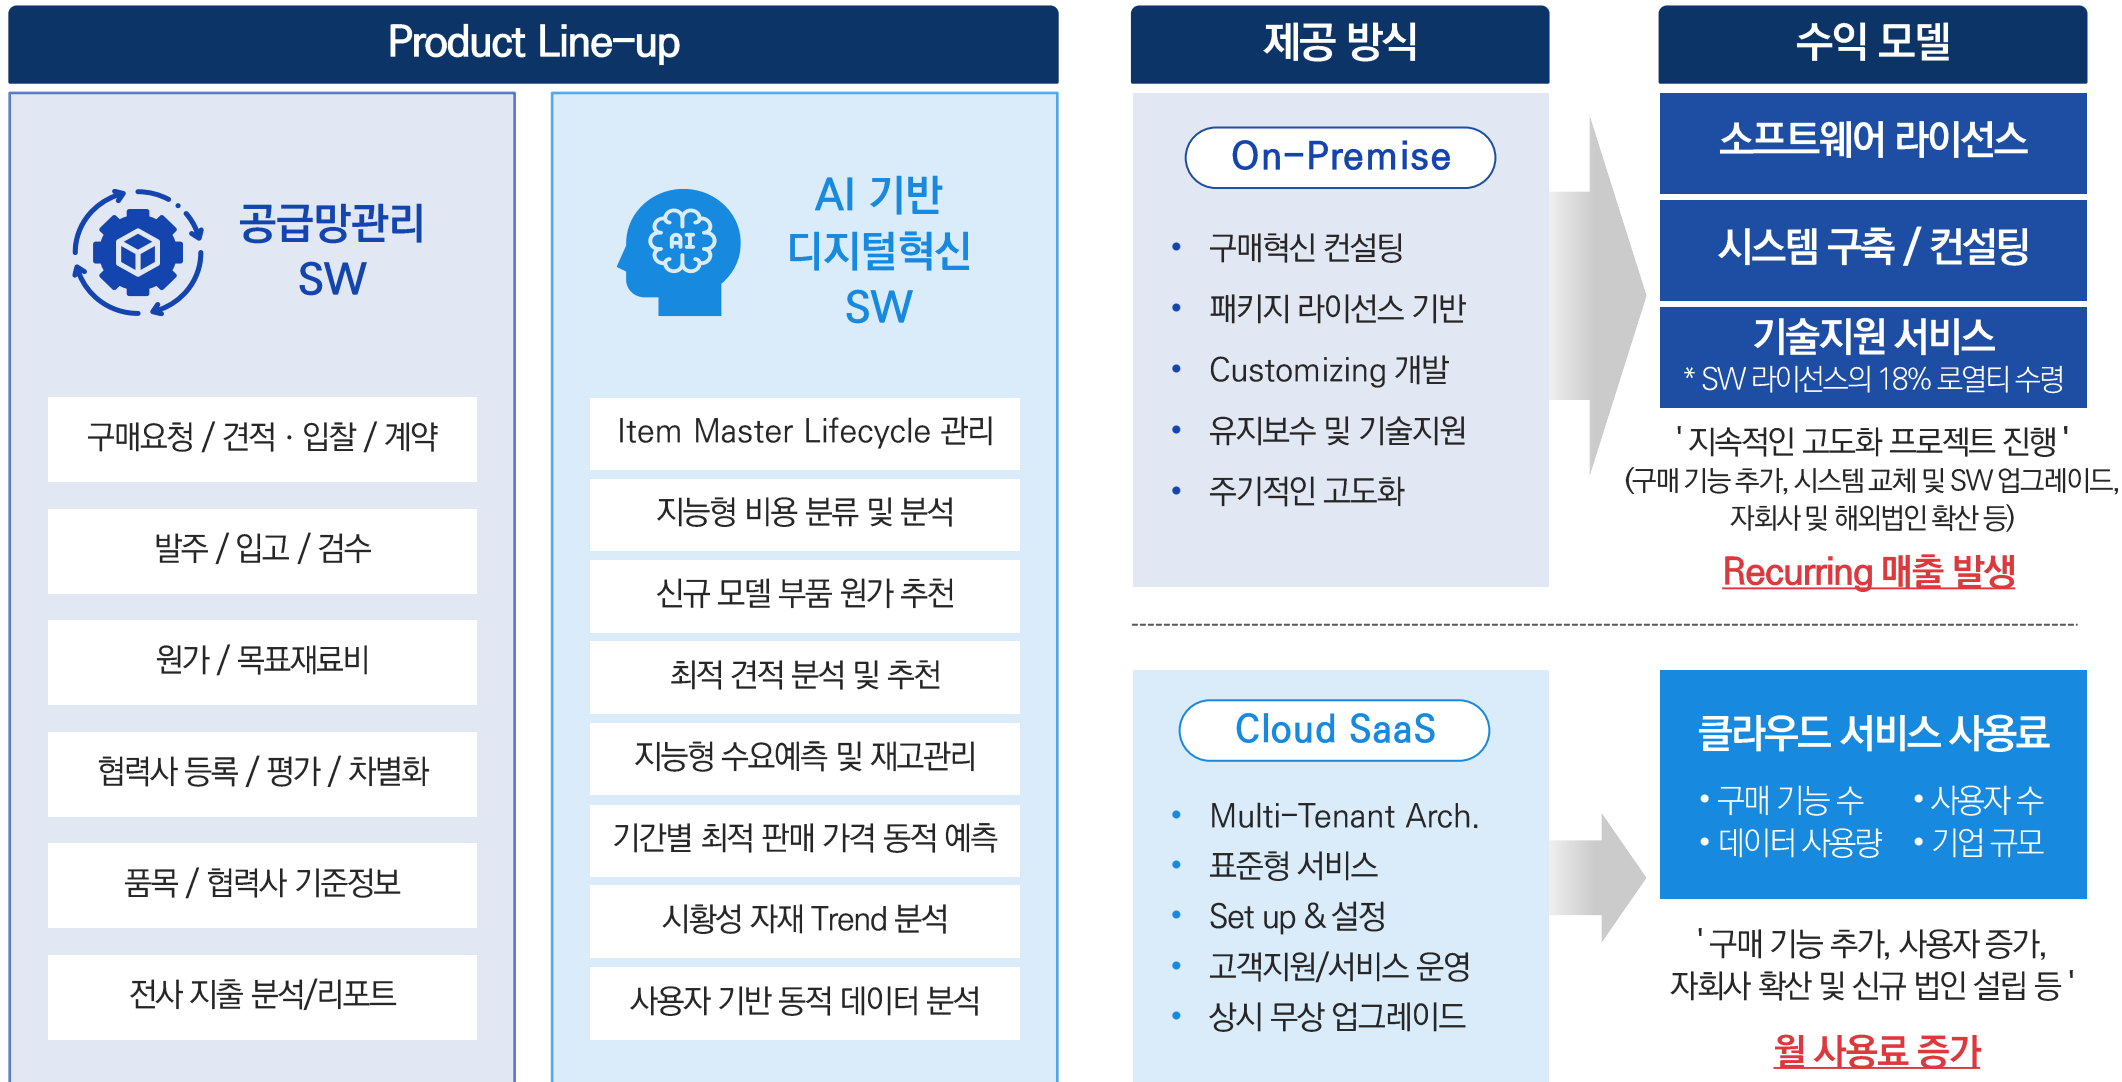 Product Line-up
공급망관리
SW
구매요청 / 견적 · 입찰 / 계약
발주 / 입고 / 검수
원가 / 목표재료비
협력사 등록 / 평가 / 차별화
품목 / 협력사 기준정보
전사 지출 분석/리포트
AI
AI 기반
디지털혁신
SW
Item Master Lifecycle 관리
지능형 비용 분류 및 분석
신규 모델 부품 원가 추천
최적 견적 분석 및 추천
지능형 수요예측 및 재고관리
기간별 최적 판매 가격 동적 예측
시황성 자재 Trend 분석
사용자 기반 동적 데이터 분석
제공 방식
On-Premise
• 구매혁신 컨설팅
• 패키지 라이선스 기반
• Customizing 개발
• 유지보수 및 기술지원
• 주기적인 고도화
수익 모델
소프트웨어 라이선스
시스템 구축 / 컨설팅
기술지원 서비스
* SW 라이선스의 18% 로열티 수령
' 지속적인 고도화 프로젝트 진행 '
(구매 기능 추가, 시스템 교체 및 SW 업그레이드,
자회사 및 해외법인 확산 등)
Recurring 매출 발생
Cloud SaaS
• Multi-Tenant Arch.
• 표준형 서비스
• Set up & 설정
• 고객지원/서비스 운영
• 상시 무상 업그레이드
클라우드 서비스 사용료
• 구매 기능 수 • 사용자 수
• 데이터 사용량 • 기업 규모
' 구매 기능 추가, 사용자 증가,
자회사 확산 및 신규 법인 설립 등 '
월 사용료 증가